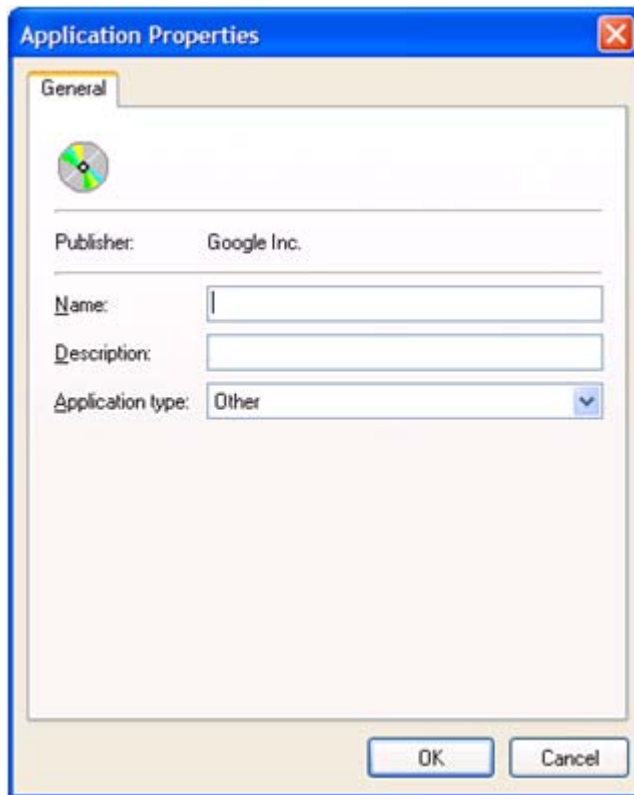 Application Properties
General
Publisher: Google Inc.
Name:
Description:
Application type: Other
OK Cancel